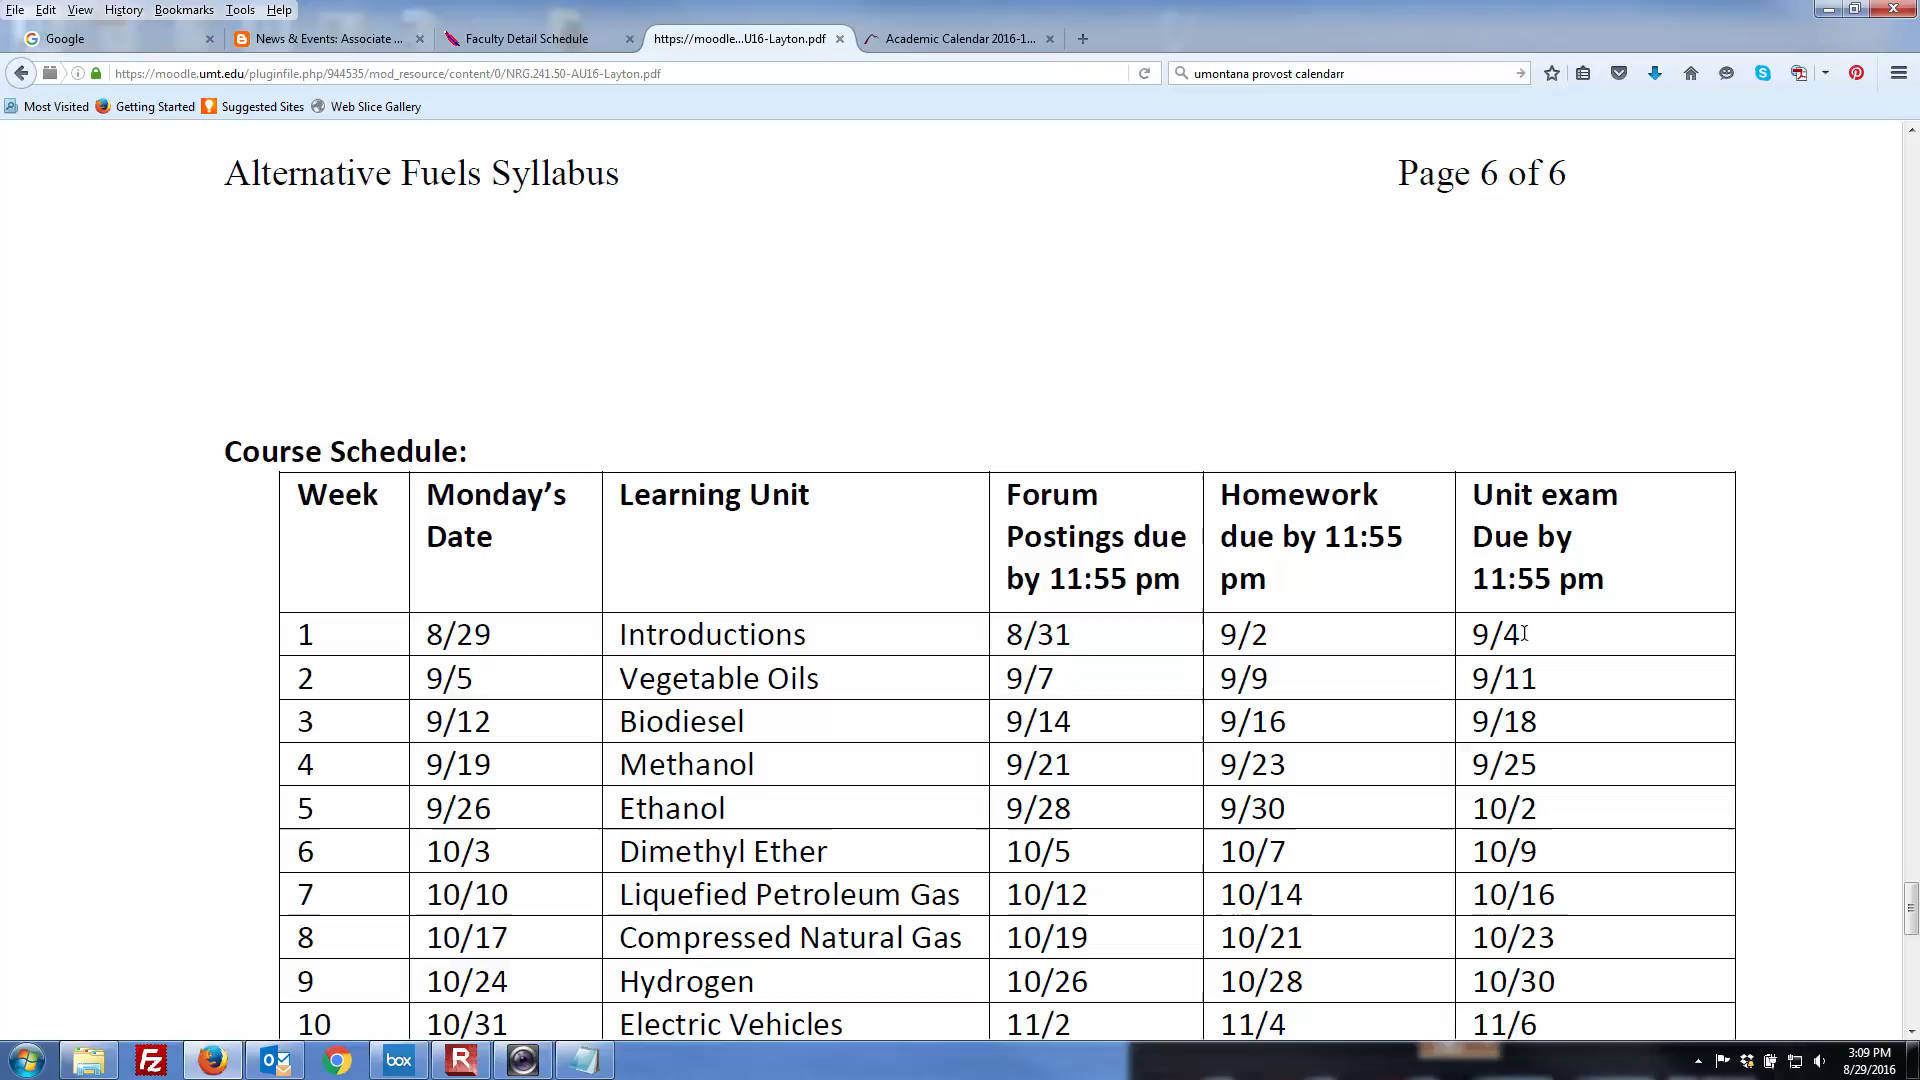 File Edit View History Bookmarks Tools Help
Google
News & Events: Associate ...
Faculty Detail Schedule
https://moodle...U16-Layton.pdf
Academic Calendar 2016-1...
https://moodle.umt.edu/pluginfile.php/944535/mod_resource/content/0/NRG.241.50-AU16-Layton.pdf
umontana provost calendarr
Most Visited Getting Started Suggested Sites Web Slice Gallery
Alternative Fuels Syllabus Page 6 of 6
Course Schedule:
Week Monday’s Date Learning Unit Forum Postings due by 11:55 pm Homework due by 11:55 pm Unit exam Due by 11:55 pm
1 8/29 Introductions 8/31 9/2 9/4
2 9/5 Vegetable Oils 9/7 9/9 9/11
3 9/12 Biodiesel 9/14 9/16 9/18
4 9/19 Methanol 9/21 9/23 9/25
5 9/26 Ethanol 9/28 9/30 10/2
6 10/3 Dimethyl Ether 10/5 10/7 10/9
7 10/10 Liquefied Petroleum Gas 10/12 10/14 10/16
8 10/17 Compressed Natural Gas 10/19 10/21 10/23
9 10/24 Hydrogen 10/26 10/28 10/30
10 10/31 Electric Vehicles 11/2 11/4 11/6
Fz
box
R
3:09 PM
8/29/2016